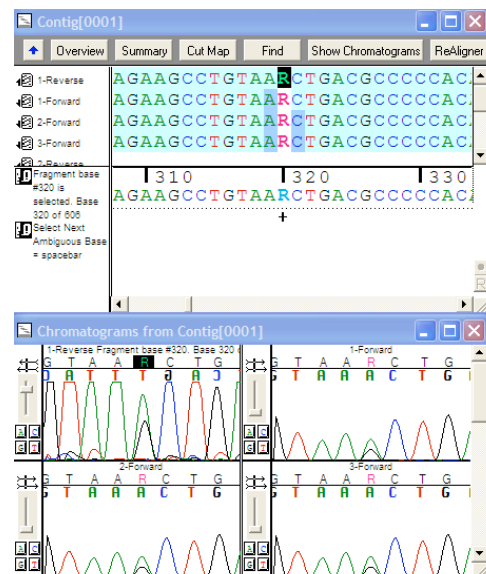 Contig[0001]
Overview Summary Cut Map Find Show Chromatograms ReAligner
1-Reverse AGAAGCCTGTAARCTGACGCCCCCAC
1-Forward AGAAGCCTGTAARCTGACGCCCCCAC
2-Forward AGAAGCCTGTAARCTGACGCCCCCAC
3-Forward AGAAGCCTGTAARCTGACGCCCCCAC
2-Reverse
Fragment base
#320 is
selected. Base
320 of 606
Select Next
Ambiguous Base
= spacebar
310 320 330
AGAAGCCTGTAARCTGACGCCCCCAC
+
R
Chromatograms from Contig[0001]
1-Reverse Fragment base #320. Base 320
G T A A R C T G
A C
G T
1-Forward
G T A A R C T G
G T A A A C T G
A C
G T
2-Forward
G T A A R C T G
G T A A A C T G
A C
G T
3-Forward
G T A A R C T G
G T A A A C T G
A C
G T